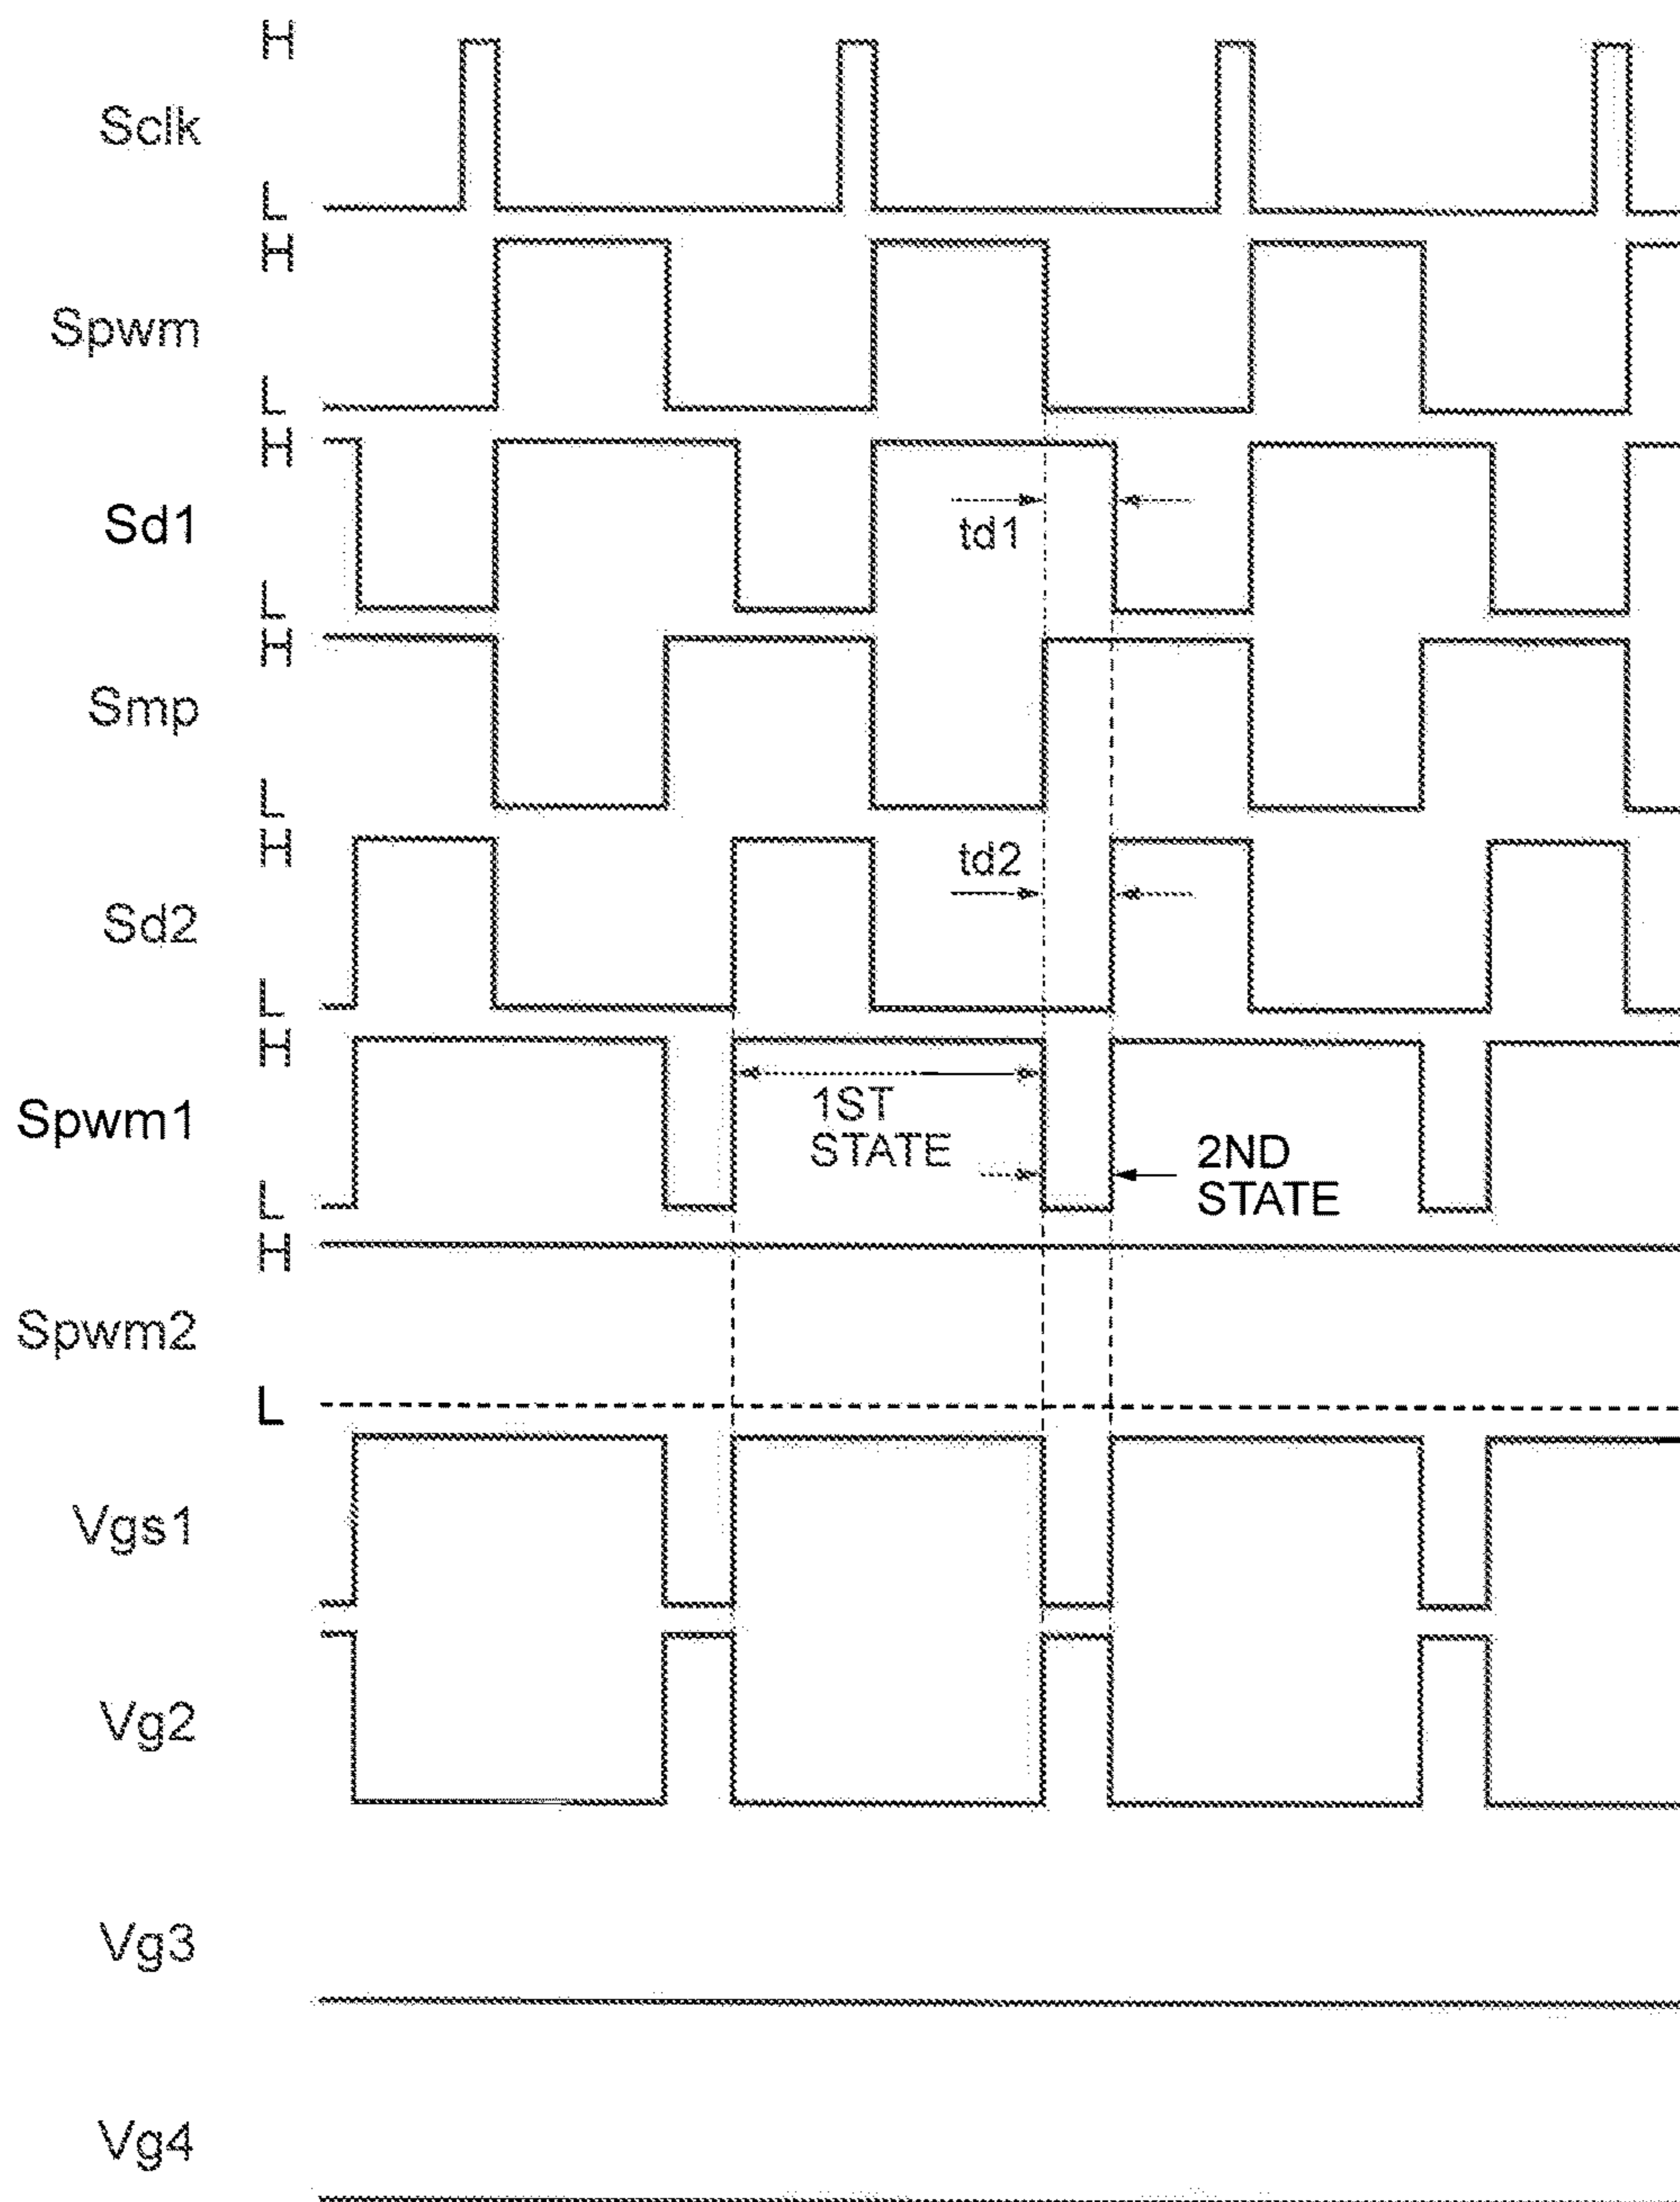 H
Sclk
L
H
Spwm
L
H
Sd1
td1
L
H
Smp
L
H
td2
Sd2
L
H
1ST
STATE
Spwm1
2ND
STATE
L
H
Spwm2
L
Vgs1
Vg2
Vg3
Vg4